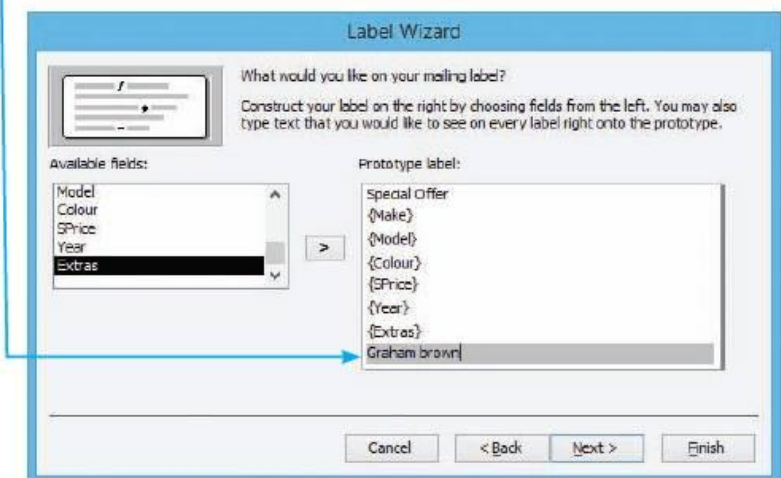 Label Wizard
What would you like on your mailing label?
Construct your label on the right by choosing fields from the left. You may also
type text that you would like to see on every label right onto the prototype.
Available fields:
Model
Colour
SPrice
Year
Extras
>
Prototype label:
Special Offer
{Make}
{Model}
{Colour}
{SPrice}
{Year}
{Extras}
Graham brown
Cancel
< Back
Next >
Finish